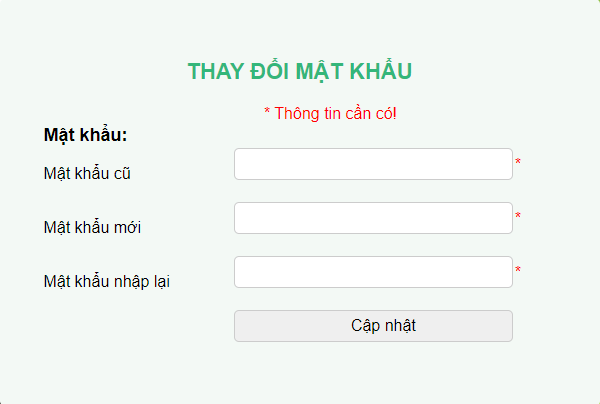 THAY ĐỔI MẬT KHẨU
* Thông tin cần có!
Mật khẩu:
Mật khẩu cũ *
Mật khẩu mới *
Mật khẩu nhập lại *
Cập nhật